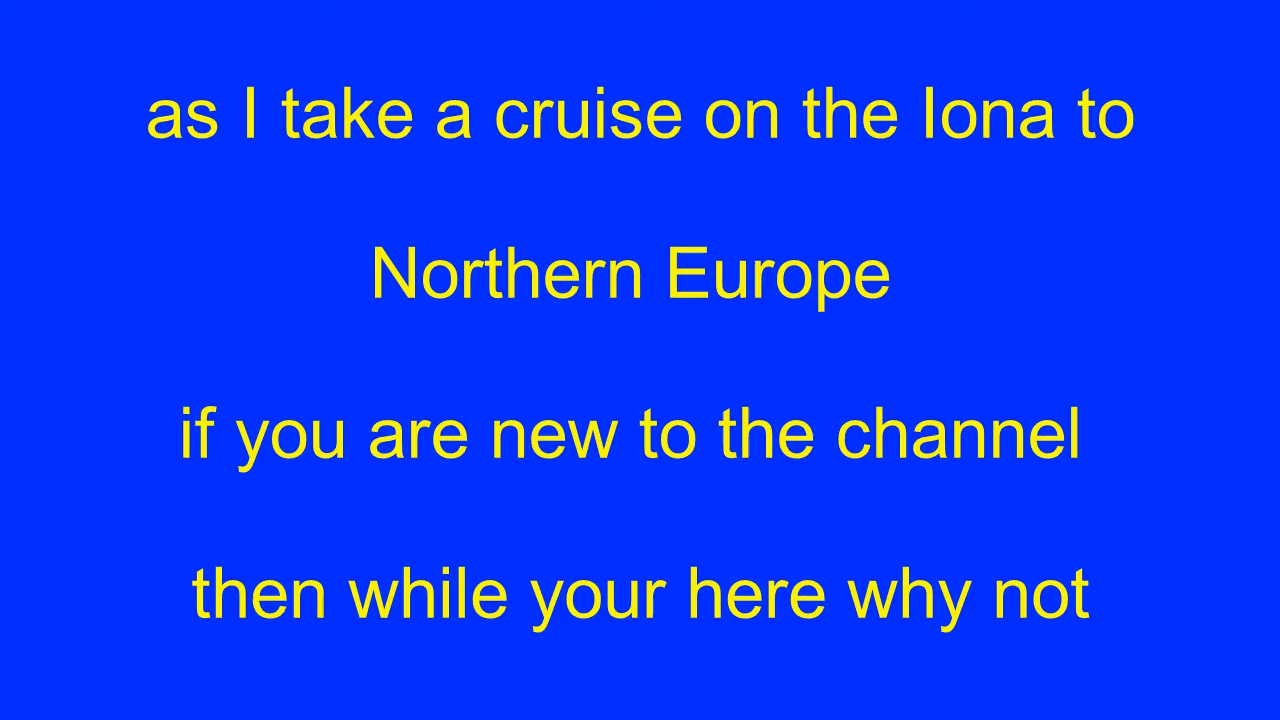 as I take a cruise on the Iona to
Northern Europe
if you are new to the channel
then while your here why not